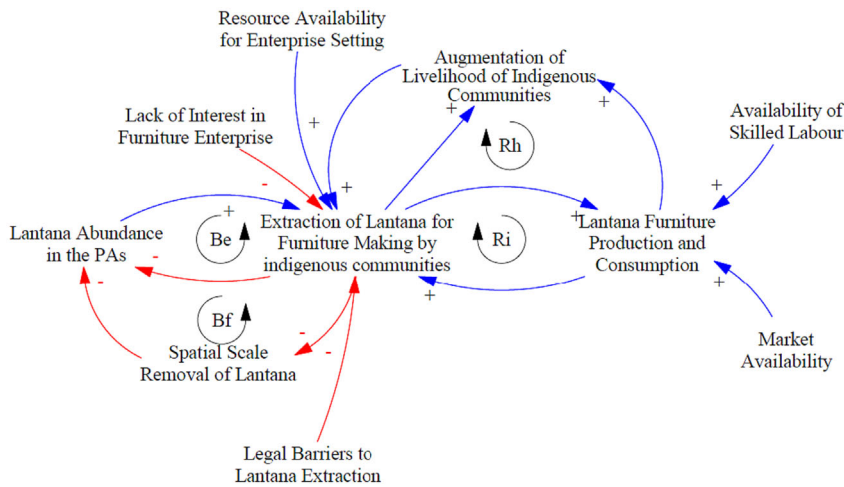 Resource Availability
for Enterprise Setting
Augmentation of
Livelihood of Indigenous
Communities
Lack of Interest in
Furniture Enterprise
Availability of
Skilled Labour
+
+
+
Rh
-
+
+
+
Lantana Abundance
in the PAs
Be
Extraction of Lantana for
Furniture Making by
indigenous communities
Ri
+
Lantana Furniture
Production and
Consumption
-
-
+
+
Bf
-
-
Spatial Scale
Removal of Lantana
Market
Availability
Legal Barriers to
Lantana Extraction